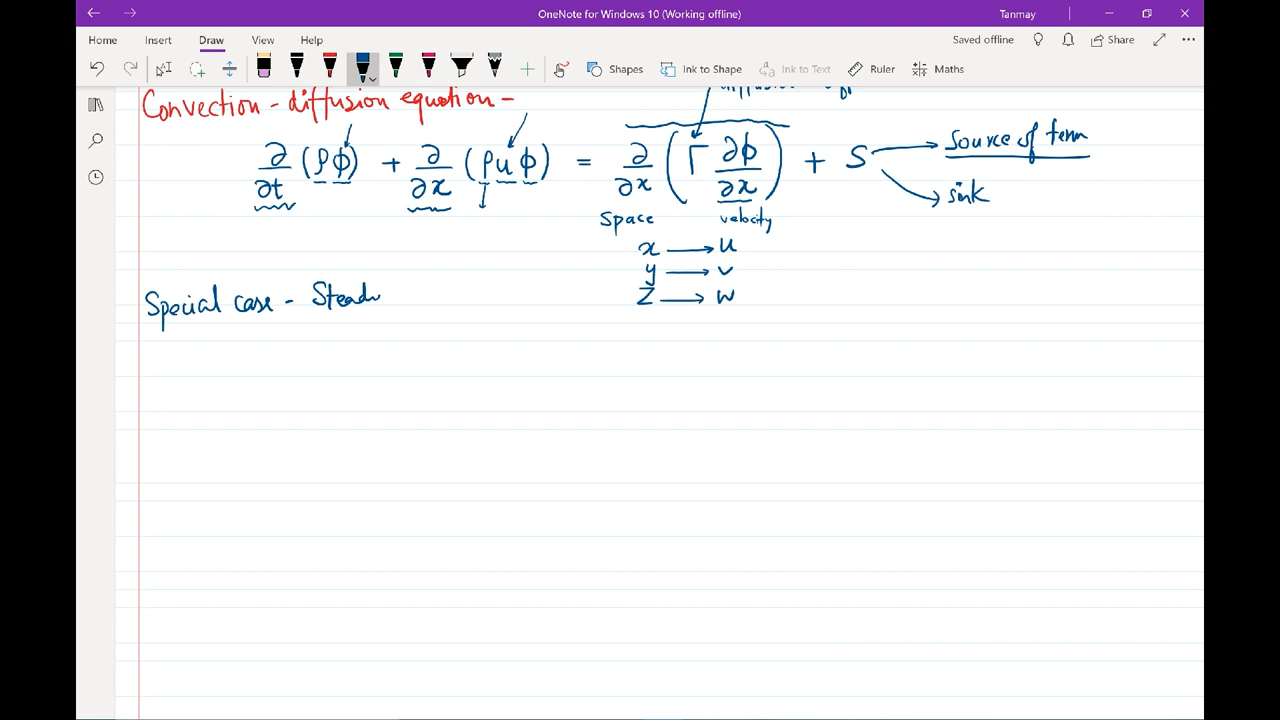 OneNote for Windows 10 (Working offline)
Tanmay
Home Insert Draw View Help
Saved offline Share
Shapes Ink to Shape Ink to Text Ruler Maths
Convection - diffusion equation -
∂/∂t (ρφ) + ∂/∂x (ρuφ) = ∂/∂x (Γ ∂φ/∂x) + S
Source of term
sink
Space velocity
x → u
y → v
z → w
Special case - Steady